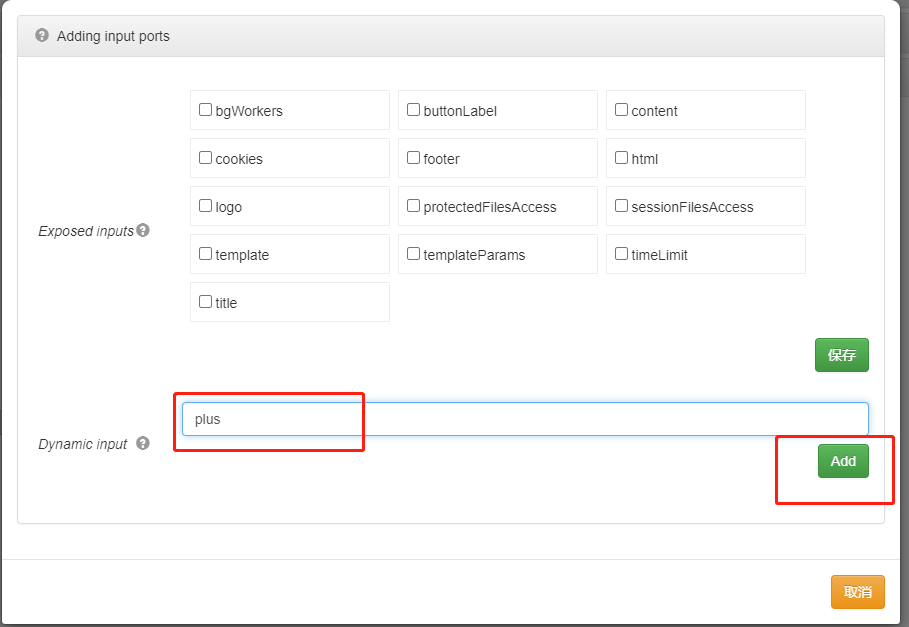 Adding input ports
bgWorkers buttonLabel content
cookies footer html
logo protectedFilesAccess sessionFilesAccess
Exposed inputs
template templateParams timeLimit
title
保存
plus
Dynamic input
Add
取消